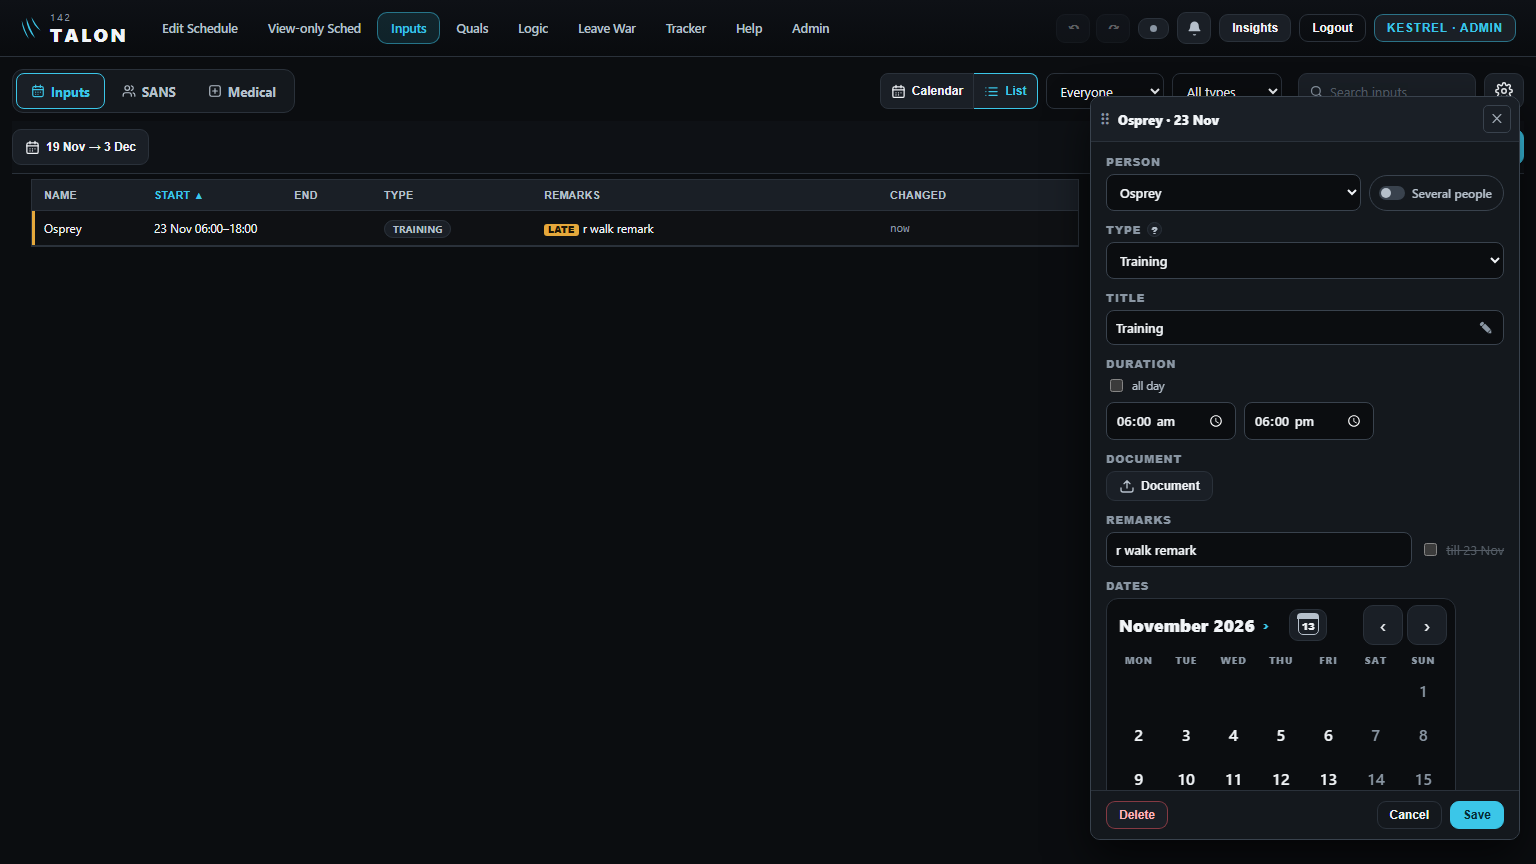 142
TALON
Edit Schedule
View-only Sched
Inputs
Quals
Logic
Leave War
Tracker
Help
Admin
Insights
Logout
KESTREL · ADMIN
Inputs
SANS
Medical
Calendar
List
Everyone
All types
Search inputs
19 Nov → 3 Dec
NAME START ▲ END TYPE REMARKS CHANGED
Osprey 23 Nov 06:00–18:00 TRAINING LATE r walk remark now
Osprey · 23 Nov
PERSON
Osprey
Several people
TYPE ?
Training
TITLE
Training
DURATION
all day
06:00 am 06:00 pm
DOCUMENT
Document
REMARKS
r walk remark
till 23 Nov
DATES
November 2026 › 13 ‹ ›
MON TUE WED THU FRI SAT SUN
1
2 3 4 5 6 7 8
9 10 11 12 13 14 15
Delete
Cancel
Save